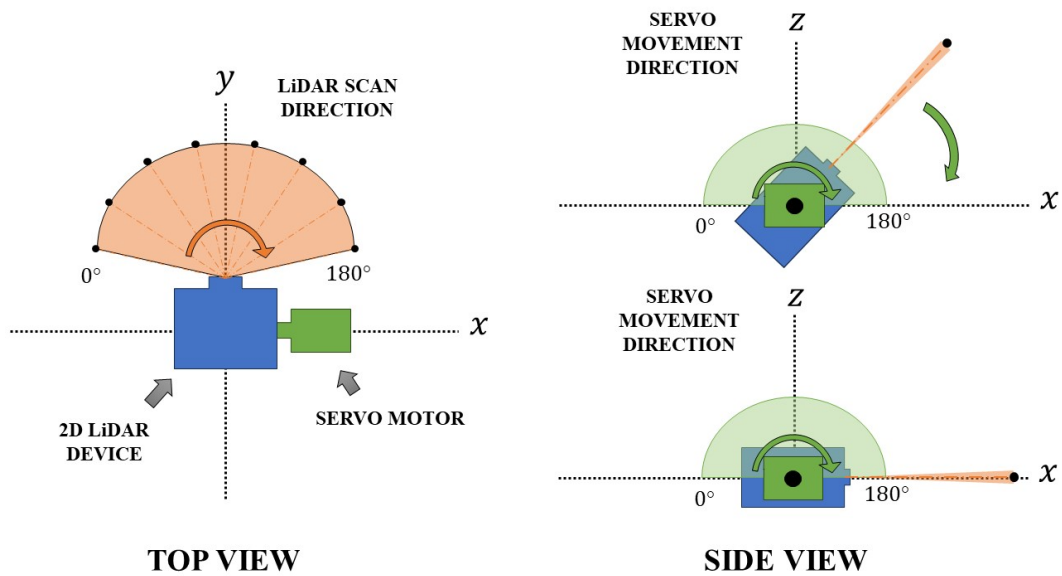 y
LiDAR SCAN
DIRECTION
0°
180°
x
2D LiDAR
DEVICE
SERVO MOTOR
TOP VIEW
SERVO
MOVEMENT
DIRECTION
z
0°
180°
x
SERVO
MOVEMENT
DIRECTION
z
0°
180°
x
SIDE VIEW